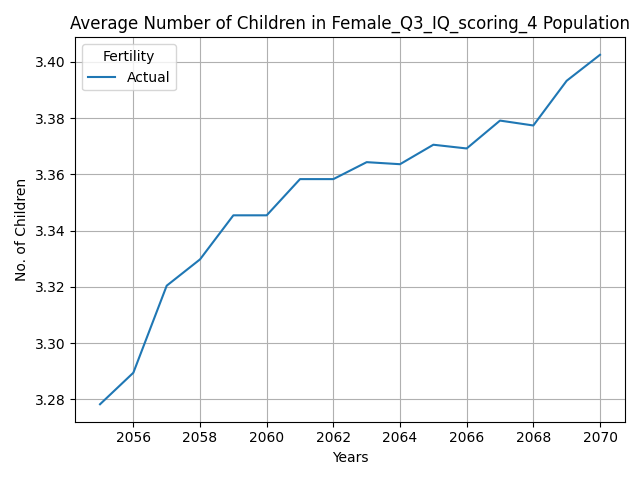 Average Number of Children in Female_Q3_IQ_scoring_4 Population
Fertility
Actual
No. of Children
3.40
3.38
3.36
3.34
3.32
3.30
3.28
2056 2058 2060 2062 2064 2066 2068 2070
Years